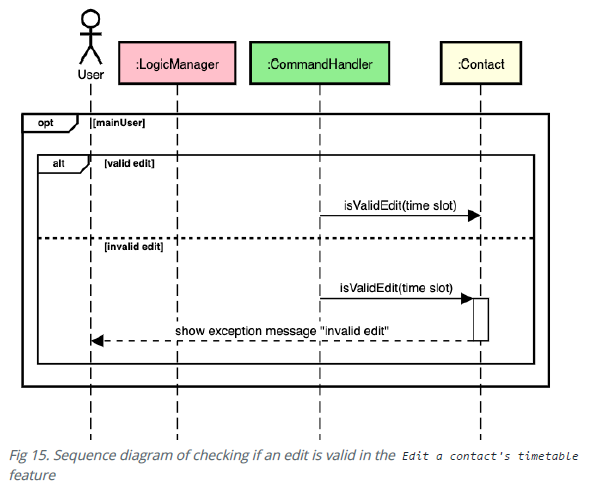 User
:LogicManager
:CommandHandler
:Contact
opt
[mainUser]
alt
[valid edit]
isValidEdit(time slot)
[invalid edit]
isValidEdit(time slot)
show exception message "invalid edit"
Fig 15. Sequence diagram of checking if an edit is valid in the Edit a contact's timetable
feature